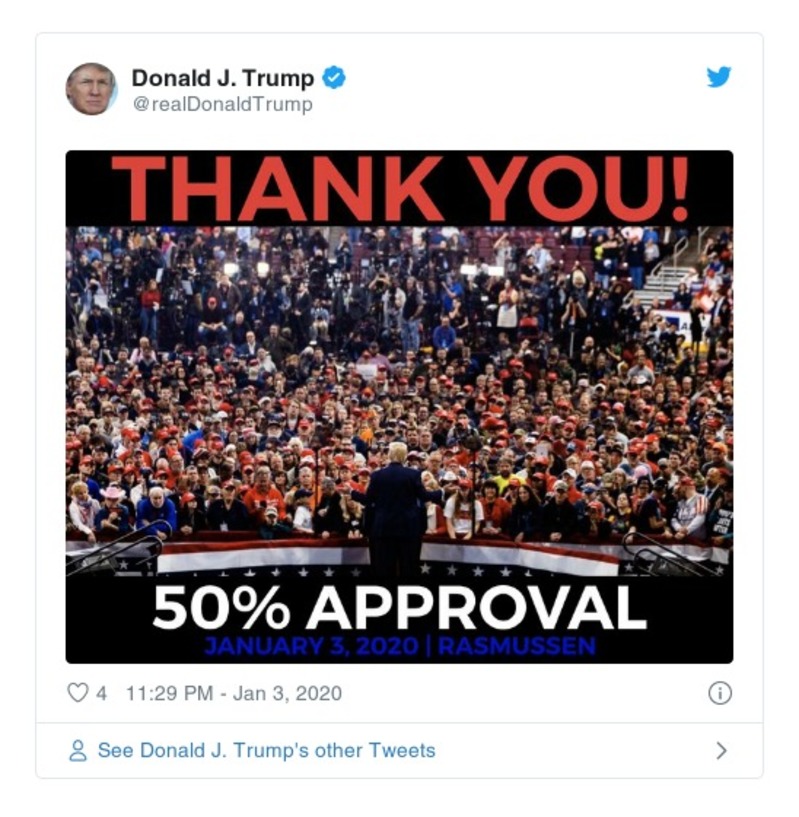 Donald J. Trump
@realDonaldTrump
THANK YOU!
50% APPROVAL
JANUARY 3, 2020 | RASMUSSEN
4 11:29 PM - Jan 3, 2020
See Donald J. Trump's other Tweets